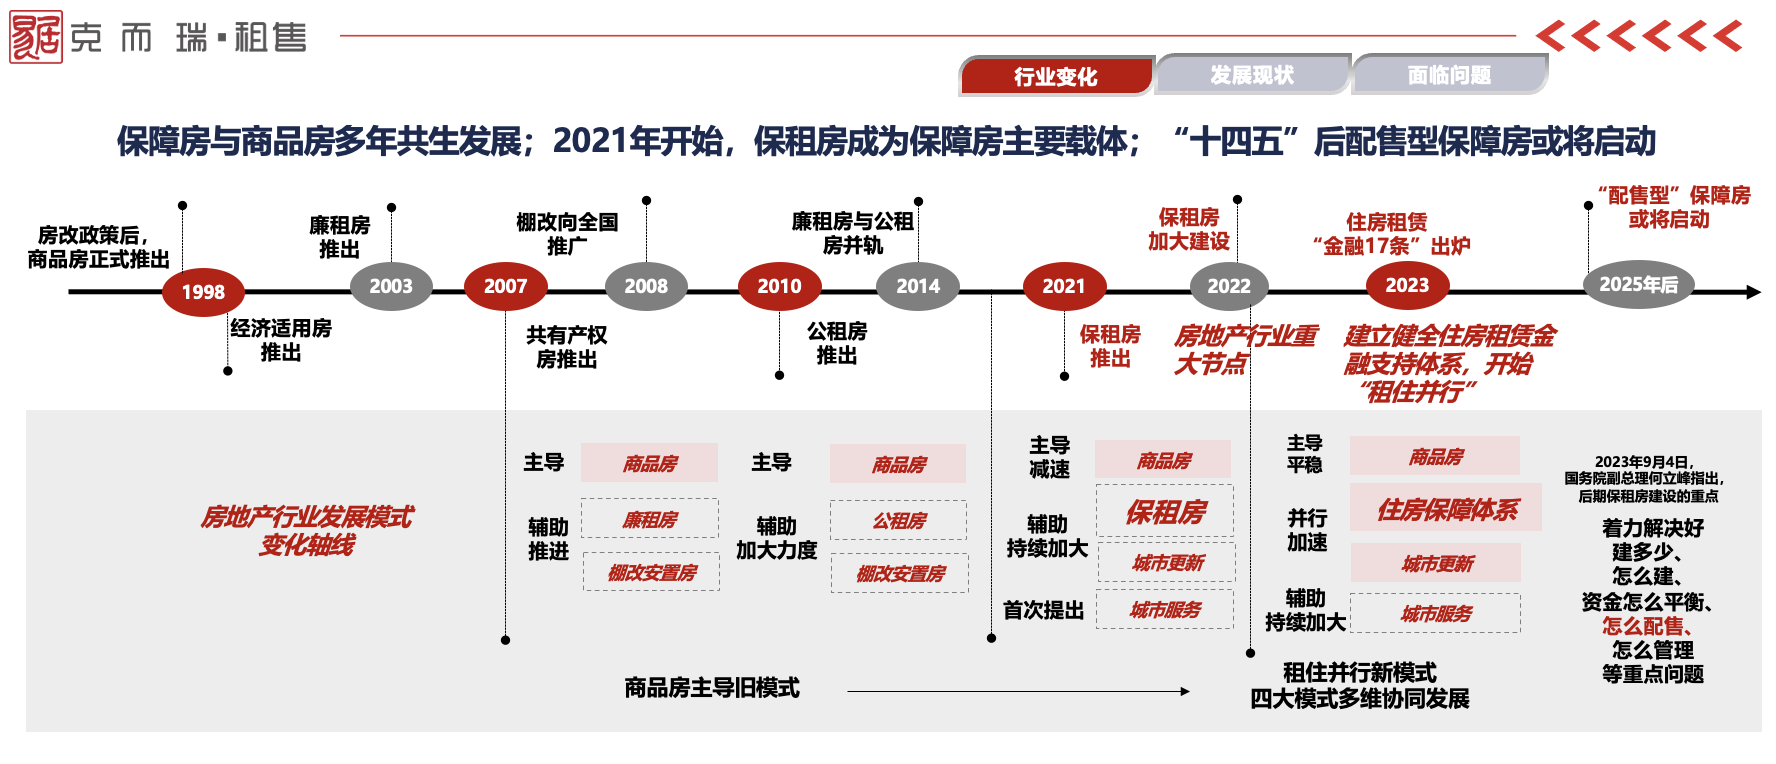 易居
克而瑞·租售
行业变化
发展现状
面临问题
保障房与商品房多年共生发展；2021年开始，保租房成为保障房主要载体；“十四五”后配售型保障房或将启动
房改政策后，
商品房正式推出
廉租房
推出
棚改向全国
推广
廉租房与公租
房并轨
保租房
加大建设
住房租赁
“金融17条”出炉
“配售型”保障房
或将启动
1998
2003
2007
2008
2010
2014
2021
2022
2023
2025年后
经济适用房
推出
共有产权
房推出
公租房
推出
保租房
推出
房地产行业重
大节点
建立健全住房租赁金
融支持体系，开始
“租住并行”
房地产行业发展模式
变化轴线
主导
商品房
辅助
推进
廉租房
棚改安置房
主导
商品房
辅助
加大力度
公租房
棚改安置房
主导
减速
商品房
辅助
持续加大
保租房
城市更新
首次提出
城市服务
主导
平稳
商品房
并行
加速
住房保障体系
城市更新
辅助
持续加大
城市服务
2023年9月4日，
国务院副总理何立峰指出，
后期保租房建设的重点
着力解决好
建多少、
怎么建、
资金怎么平衡、
怎么配售、
怎么管理
等重点问题
商品房主导旧模式
租住并行新模式
四大模式多维协同发展